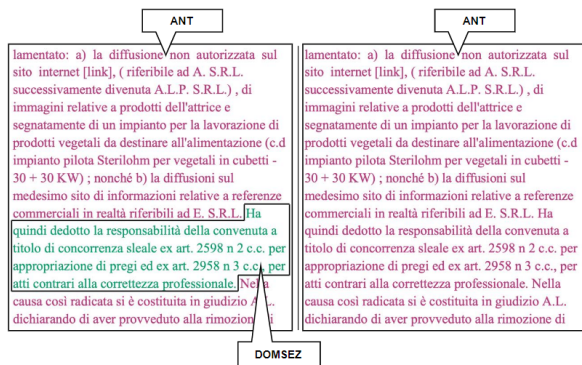 ANT
lamentato: a) la diffusione non autorizzata sul
sito internet [link], ( riferibile ad A. S.R.L.
successivamente divenuta A.L.P. S.R.L.) , di
immagini relative a prodotti dell'attrice e
segnatamente di un impianto per la lavorazione di
prodotti vegetali da destinare all'alimentazione (c.d
impianto pilota Sterilohm per vegetali in cubetti -
30 + 30 KW) ; nonché b) la diffusioni sul
medesimo sito di informazioni relative a referenze
commerciali in realtà riferibili ad E. S.R.L. Ha
quindi dedotto la responsabilità della convenuta a
titolo di concorrenza sleale ex art. 2598 n 2 c.c. per
appropriazione di pregi ed ex art. 2958 n 3 c.c., per
atti contrari alla correttezza professionale. Nella
causa così radicata si è costituita in giudizio A.L.
dichiarando di aver provveduto alla rimozione di
DOMSEZ
ANT
lamentato: a) la diffusione non autorizzata sul
sito internet [link], ( riferibile ad A. S.R.L.
successivamente divenuta A.L.P. S.R.L.) , di
immagini relative a prodotti dell'attrice e
segnatamente di un impianto per la lavorazione di
prodotti vegetali da destinare all'alimentazione (c.d
impianto pilota Sterilohm per vegetali in cubetti -
30 + 30 KW) ; nonché b) la diffusioni sul
medesimo sito di informazioni relative a referenze
commerciali in realtà riferibili ad E. S.R.L. Ha
quindi dedotto la responsabilità della convenuta a
titolo di concorrenza sleale ex art. 2598 n 2 c.c. per
appropriazione di pregi ed ex art. 2958 n 3 c.c., per
atti contrari alla correttezza professionale. Nella
causa così radicata si è costituita in giudizio A.L.
dichiarando di aver provveduto alla rimozione di